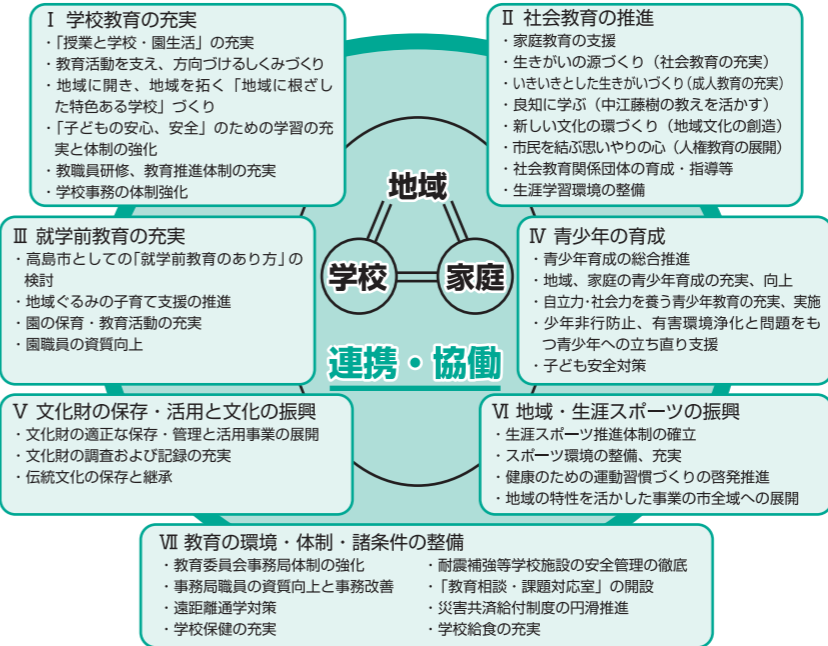 Ⅰ 学校教育の充実
・「授業と学校・園生活」の充実
・教育活動を支え、方向づけるしくみづくり
・地域に開き、地域を拓く「地域に根ざし
た特色ある学校」づくり
・「子どもの安心、安全」のための学習の充
実と体制の強化
・教職員研修、教育推進体制の充実
・学校事務の体制強化
Ⅱ 社会教育の推進
・家庭教育の支援
・生きがいの源づくり（社会教育の充実）
・いきいきとした生きがいづくり（成人教育の充実）
・良知に学ぶ（中江藤樹の教えを活かす）
・新しい文化の環づくり（地域文化の創造）
・市民を結ぶ思いやりの心（人権教育の展開）
・社会教育関係団体の育成・指導等
・生涯学習環境の整備
地域
学校
家庭
連携・協働
Ⅲ 就学前教育の充実
・高島市としての「就学前教育のあり方」の
検討
・地域ぐるみの子育て支援の推進
・園の保育・教育活動の充実
・園職員の資質向上
Ⅳ 青少年の育成
・青少年育成の総合推進
・地域、家庭の青少年育成の充実、向上
・自立力・社会力を養う青少年教育の充実、実施
・少年非行防止、有害環境浄化と問題をも
つ青少年への立ち直り支援
・子ども安全対策
Ⅴ 文化財の保存・活用と文化の振興
・文化財の適正な保存・管理と活用事業の展開
・文化財の調査および記録の充実
・伝統文化の保存と継承
Ⅵ 地域・生涯スポーツの振興
・生涯スポーツ推進体制の確立
・スポーツ環境の整備、充実
・健康のための運動習慣づくりの啓発推進
・地域の特性を活かした事業の市全域への展開
Ⅶ 教育の環境・体制・諸条件の整備
・教育委員会事務局体制の強化
・事務局職員の資質向上と事務改善
・遠距離通学対策
・学校保健の充実
・耐震補強等学校施設の安全管理の徹底
・「教育相談・課題対応室」の開設
・災害共済給付制度の円滑推進
・学校給食の充実